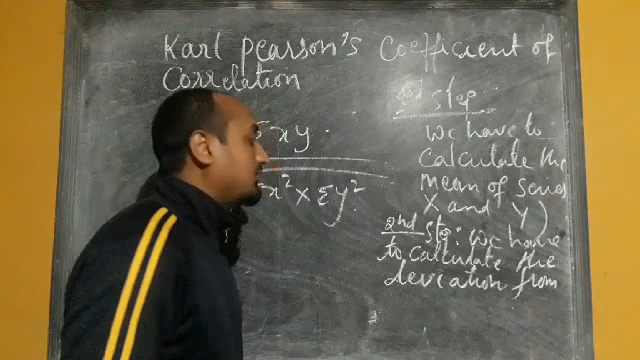 Karl pearson's Coefficient of
Correlation
Σxy
x² × Σy²
1st step
We have to
Calculate the
mean of series
X and Y)
2nd step: We have
to calculate the
deviation from